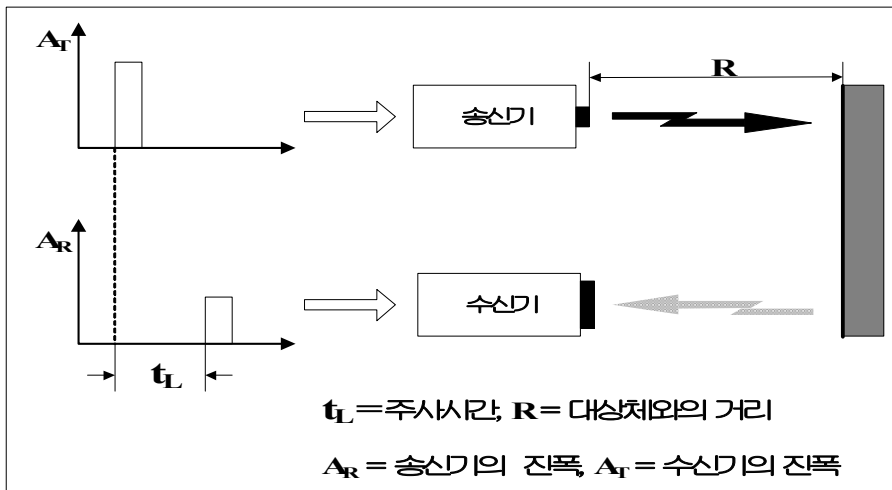 A_T
R
송신기
A_R
수신기
t_L
t_L = 주사시간, R = 대상체와의 거리
A_R = 송신기의 진폭, A_T = 수신기의 진폭